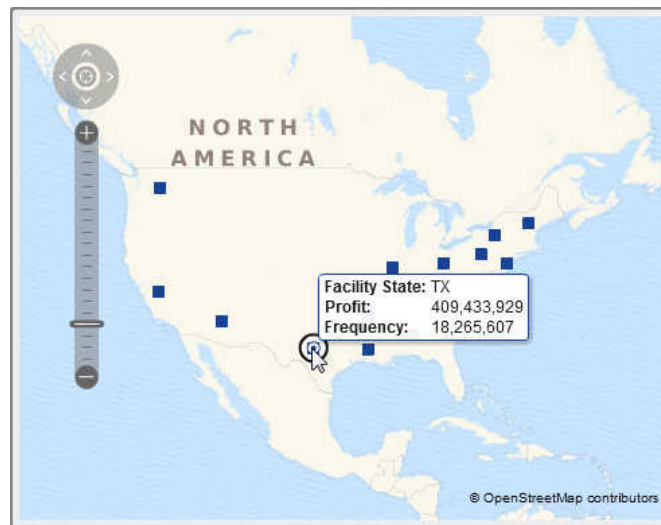 NORTH
AMERICA
Facility State: TX
Profit: 409,433,929
Frequency: 18,265,607
© OpenStreetMap contributors